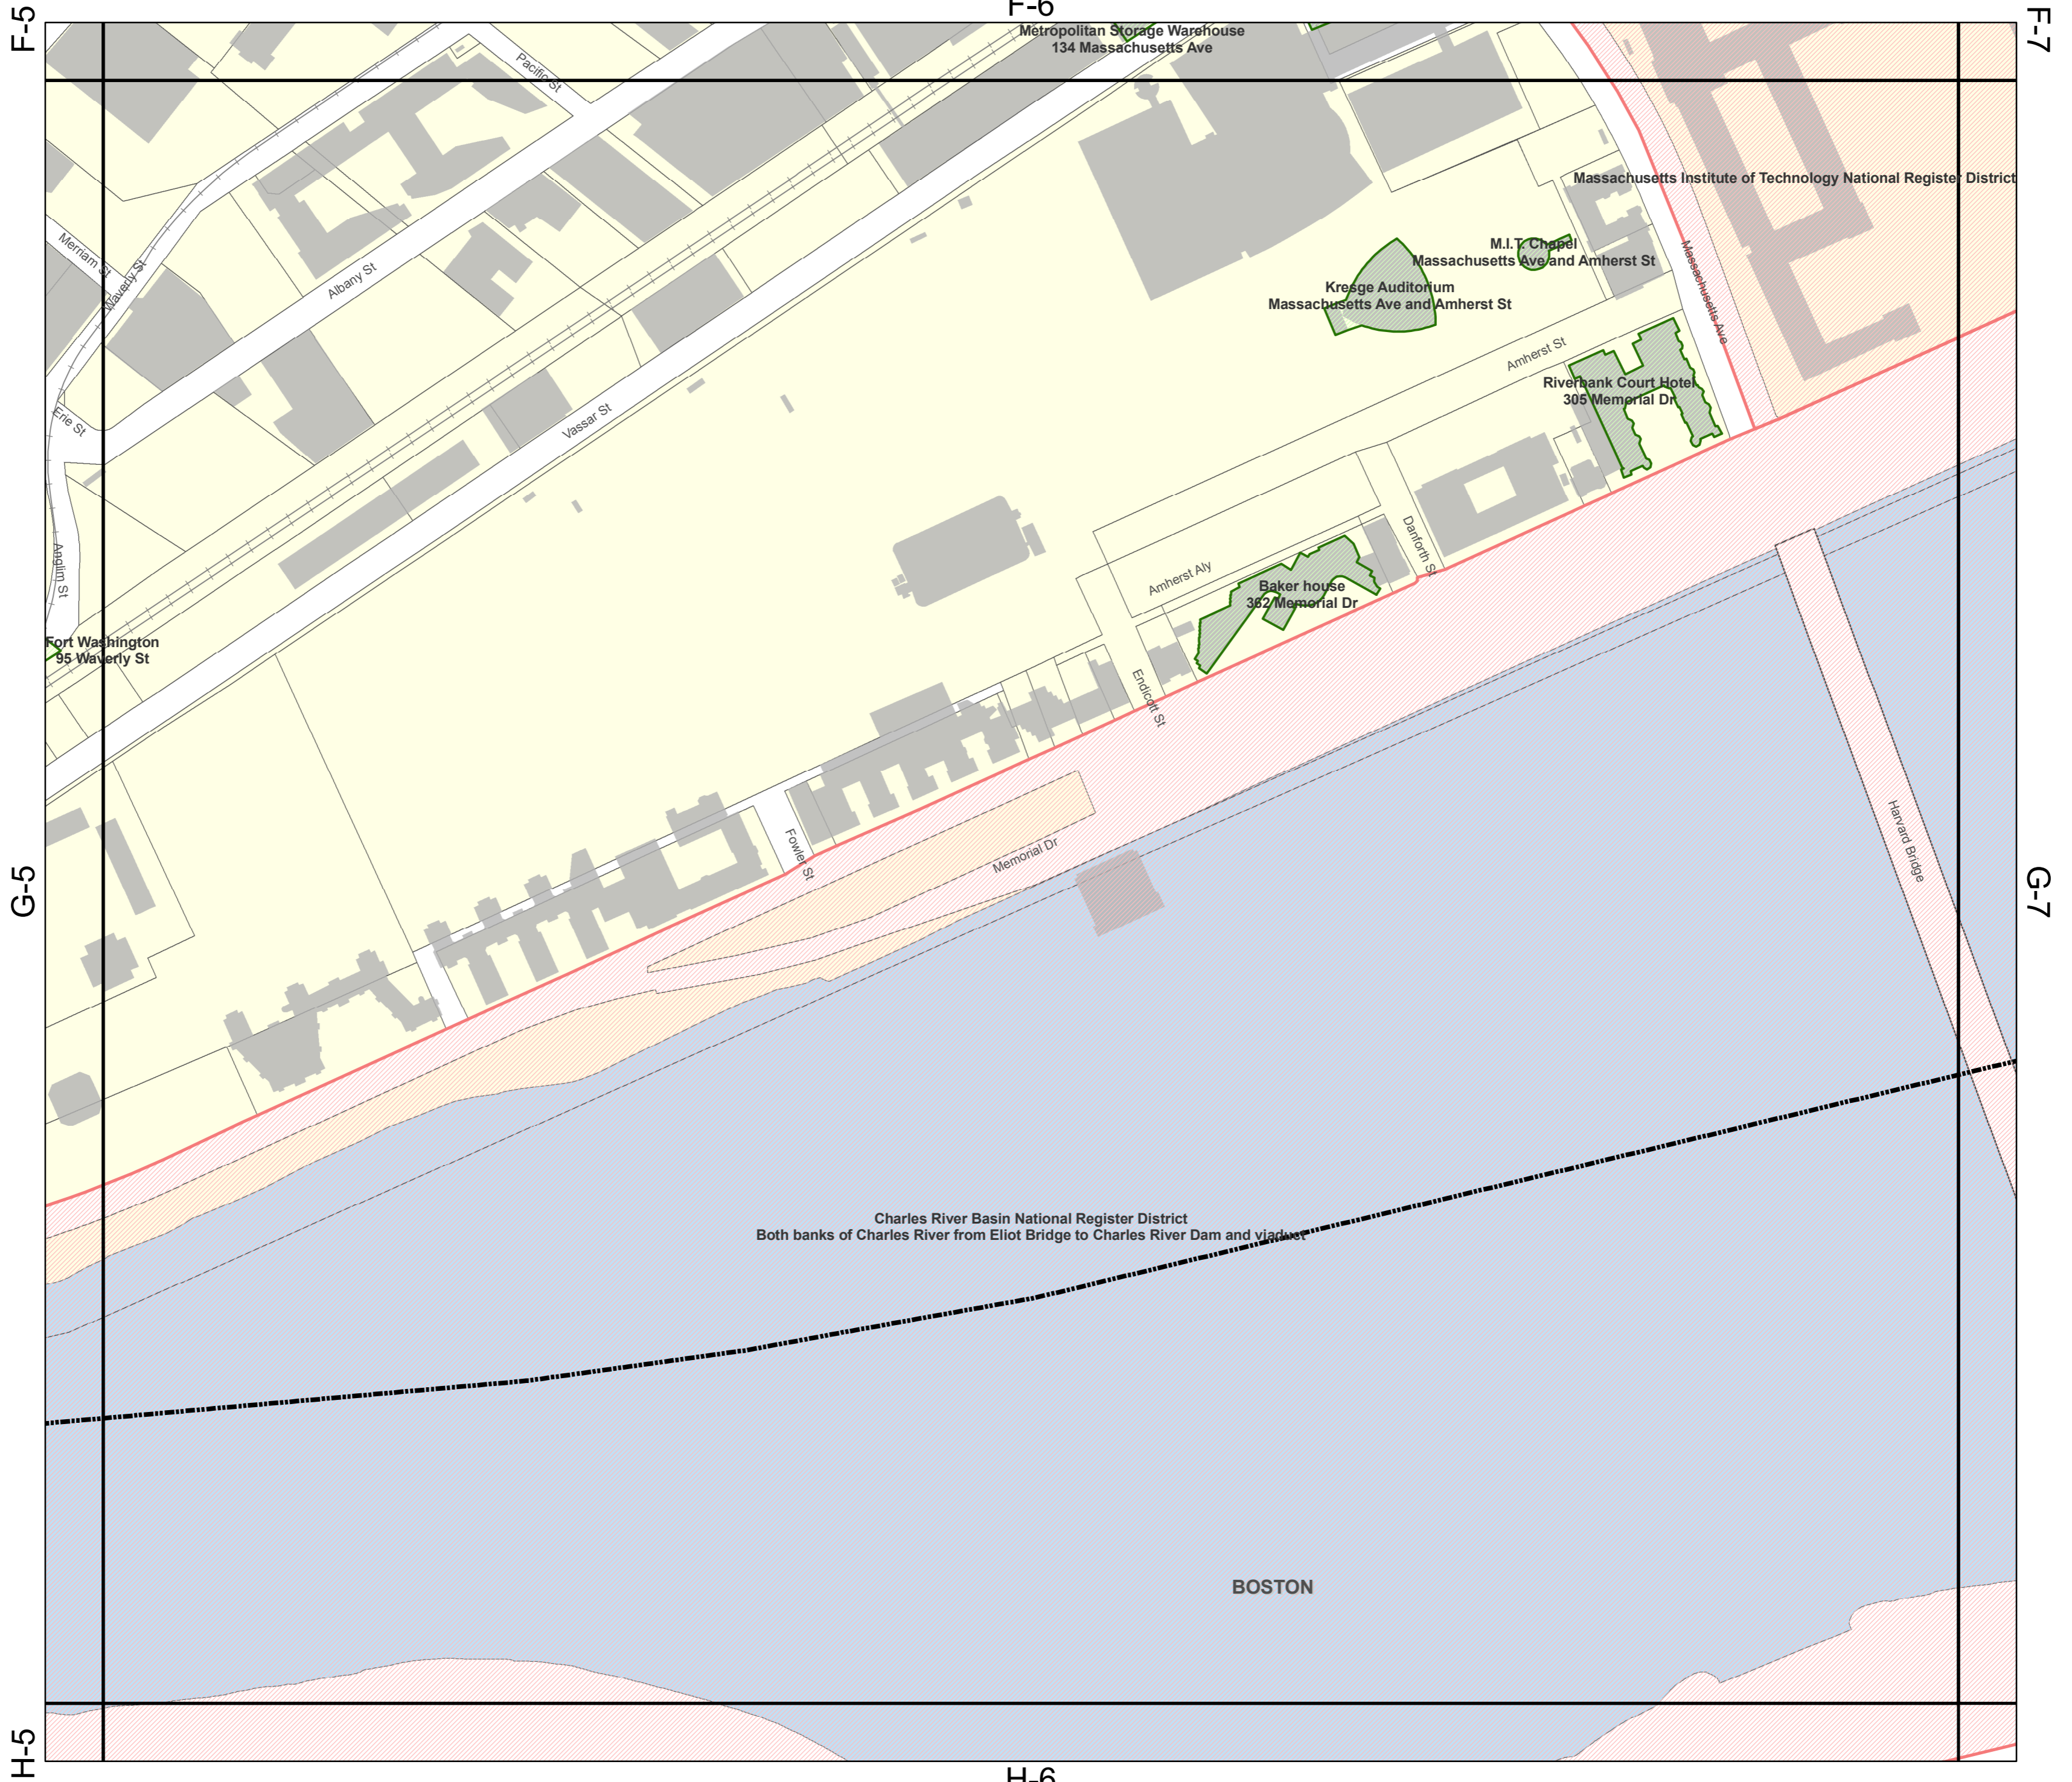 F-5
F-6
F-7
Metropolitan Storage Warehouse
134 Massachusetts Ave
Pacific St
Massachusetts Institute of Technology National Register District
Merriam St
Waverly St
Albany St
M.I.T. Chapel
Massachusetts Ave and Amherst St
Kresge Auditorium
Massachusetts Ave and Amherst St
Massachusetts Ave
Amherst St
Riverbank Court Hotel
305 Memorial Dr
Erie St
Vassar St
Anglim St
Danforth St
Amherst Aly
Baker house
362 Memorial Dr
Fort Washington
95 Waverly St
Endicott St
Fowler St
Memorial Dr
Harvard Bridge
G-5
G-7
Charles River Basin National Register District
Both banks of Charles River from Eliot Bridge to Charles River Dam and viaduct
BOSTON
H-5
H-6